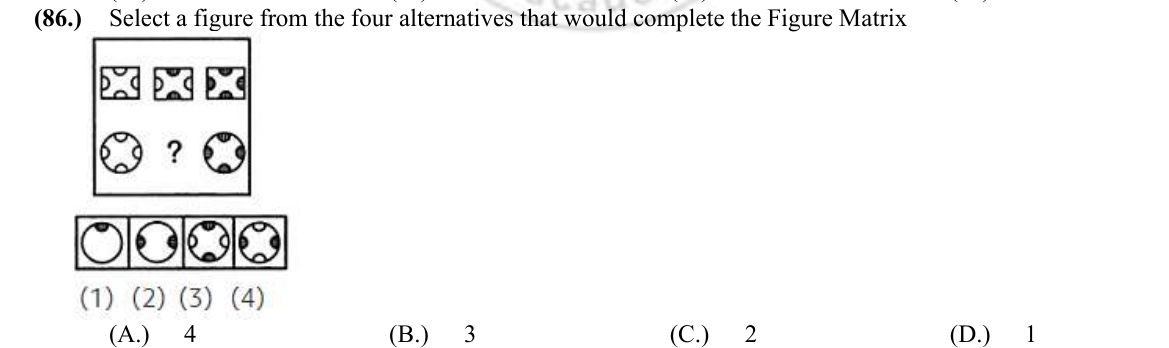 (86.) Select a figure from the four alternatives that would complete the Figure Matrix
?
(1) (2) (3) (4)
(A.) 4 (B.) 3 (C.) 2 (D.) 1